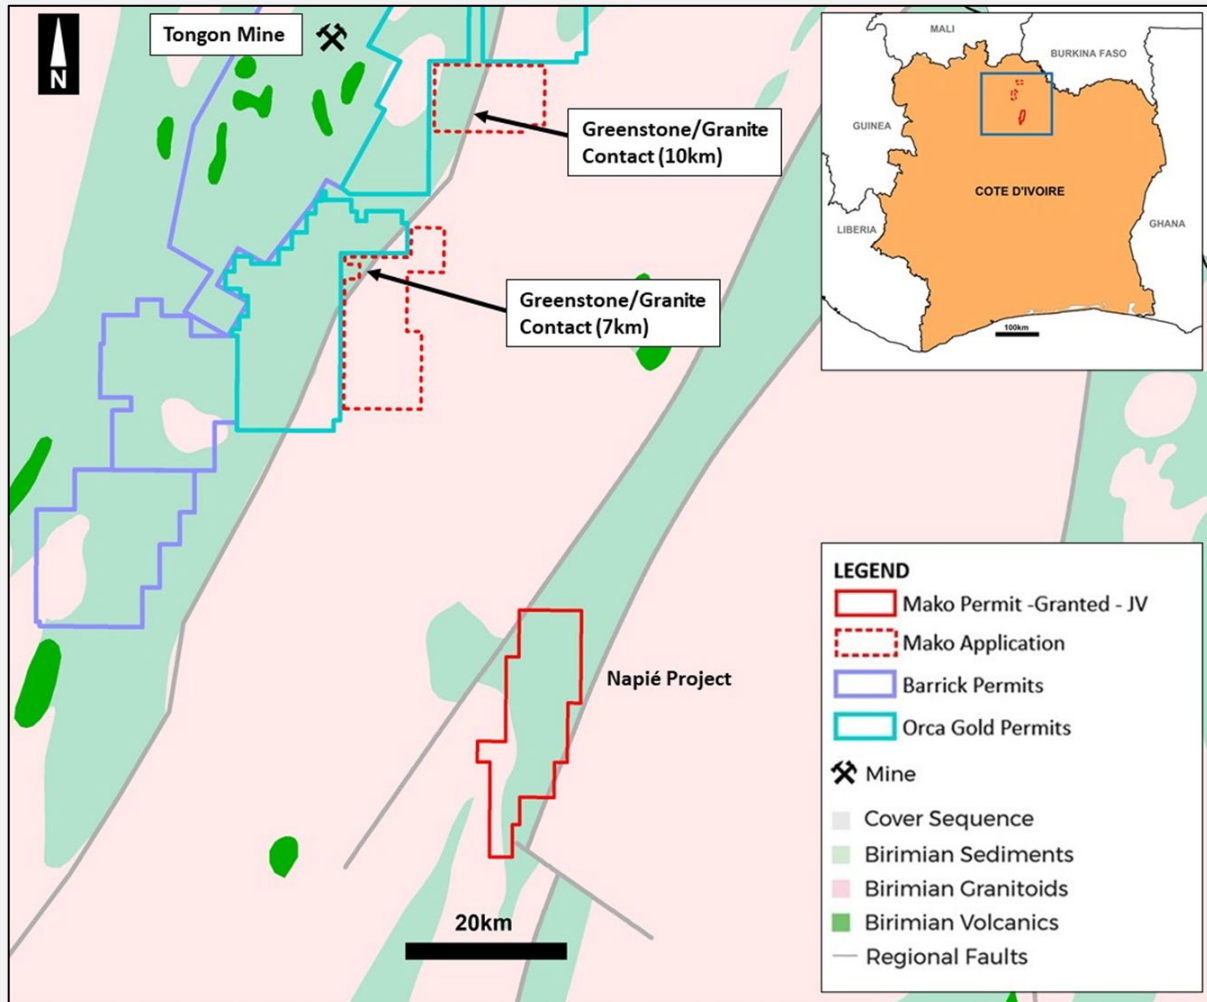 N
Tongon Mine
Greenstone/Granite
Contact (10km)
Greenstone/Granite
Contact (7km)
Napié Project
20km
MALI
BURKINA FASO
GUINEA
COTE D'IVOIRE
LIBERIA
GHANA
100km
LEGEND
Mako Permit -Granted - JV
Mako Application
Barrick Permits
Orca Gold Permits
Mine
Cover Sequence
Birimian Sediments
Birimian Granitoids
Birimian Volcanics
Regional Faults